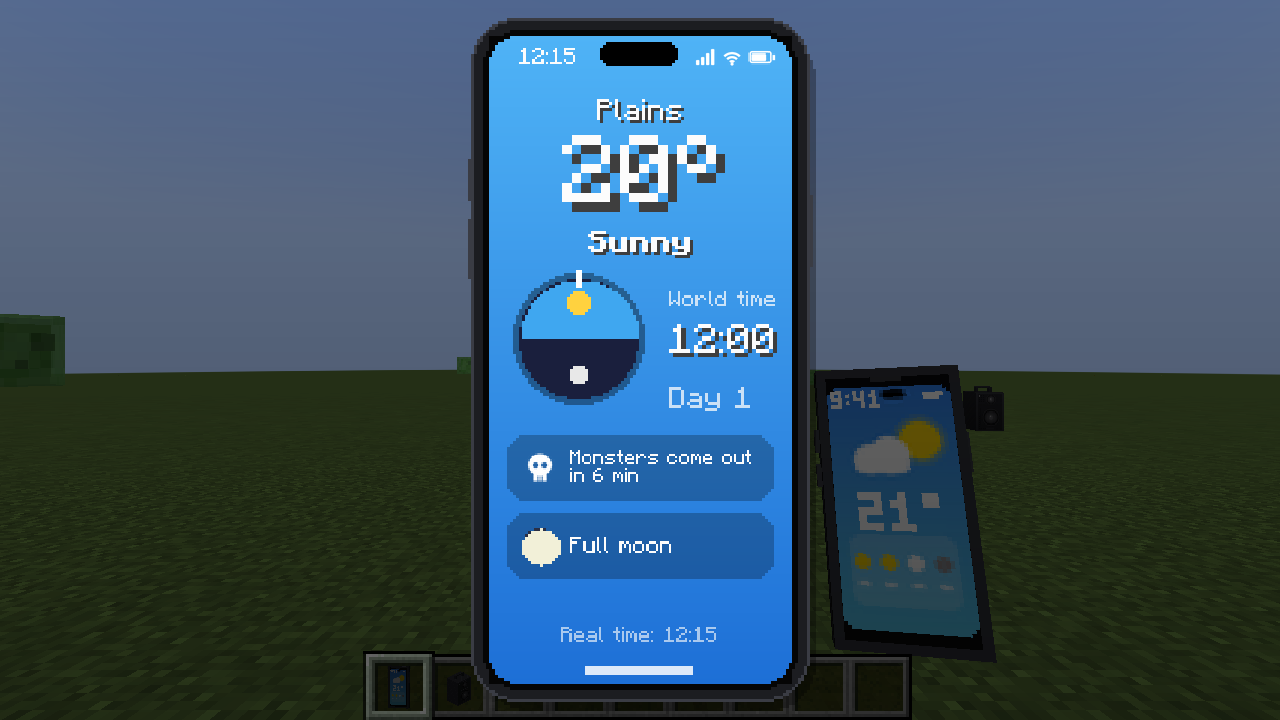 12:15
Plains
20°
Sunny
World time
12:00
Day 1
Monsters come out
in 6 min
Full moon
Real time: 12:15
9:41
21°